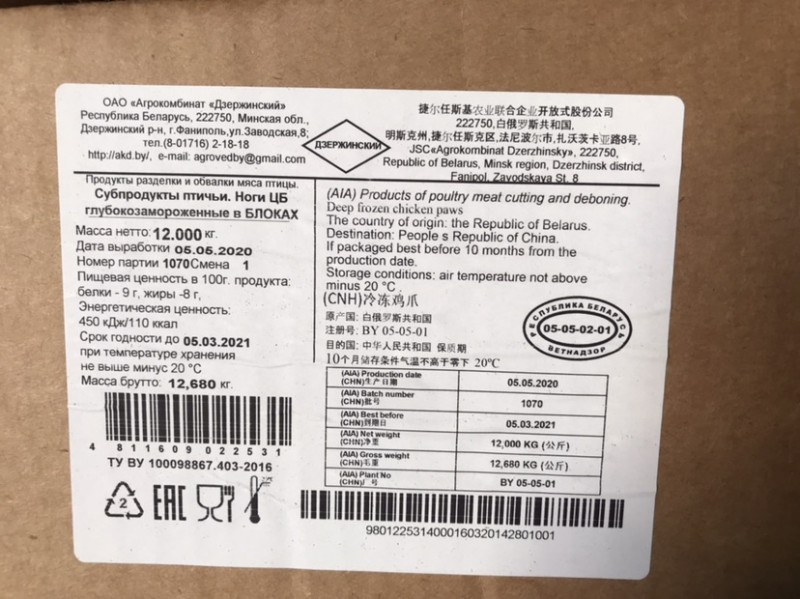 ОАО «Агрокомбинат «Дзержинский»
Республика Беларусь, 222750, Минская обл.,
Дзержинский р-н, г.Фаниполь,ул.Заводская,8;
тел.(8-01716) 2-18-18
http://akd.by/, e-mail: agrovedby@gmail.com
ДЗЕРЖИНСКИЙ
捷尔任斯基农业联合企业开放式股份公司
222750,白俄罗斯共和国,
明斯克州,捷尔任斯克区,法尼波尔市,扎沃茨卡亚路8号.
JSC«Agrokombinat Dzerzhinsky», 222750,
Republic of Belarus, Minsk region, Dzerzhinsk district,
Fanipol, Zavodskaya St. 8
Продукты разделки и обвалки мяса птицы.
Субпродукты птичьи. Ноги ЦБ
глубокозамороженные в БЛОКАХ
Масса нетто: 12.000 кг.
Дата выработки 05.05.2020
Номер партии 1070Смена 1
Пищевая ценность в 100г. продукта:
белки - 9 г, жиры -8 г,
Энергетическая ценность:
450 кДж/110 ккал
Срок годности до 05.03.2021
при температуре хранения
не выше минус 20 °С
Масса брутто: 12,680 кг.
4 811609 022531
ТУ BY 100098867.403-2016
2
EAC
(AIA) Products of poultry meat cutting and deboning.
Deep frozen chicken paws
The country of origin: the Republic of Belarus.
Destination: People s Republic of China.
If packaged best before 10 months from the
production date.
Storage conditions: air temperature not above
minus 20 °C
(CNH)冷冻鸡爪
原产国: 白俄罗斯共和国
注册号: BY 05-05-01
目的国: 中华人民共和国 保质期
10个月储存条件气温不高于零下 20℃
РЕСПУБЛИКА БЕЛАРУСЬ
05-05-02-01
ВЕТНАДЗОР
(AIA) Production date
(CHN)生产日期 05.05.2020
(AIA) Batch number
(CHN)批号 1070
(AIA) Best before
(CHN)到期日 05.03.2021
(AIA) Net weight
(CHN)净重 12,000 KG (公斤)
(AIA) Gross weight
(CHN)毛重 12,680 KG (公斤)
(AIA) Plant No
(CHN)厂号 BY 05-05-01
98012253140001603201428 01001